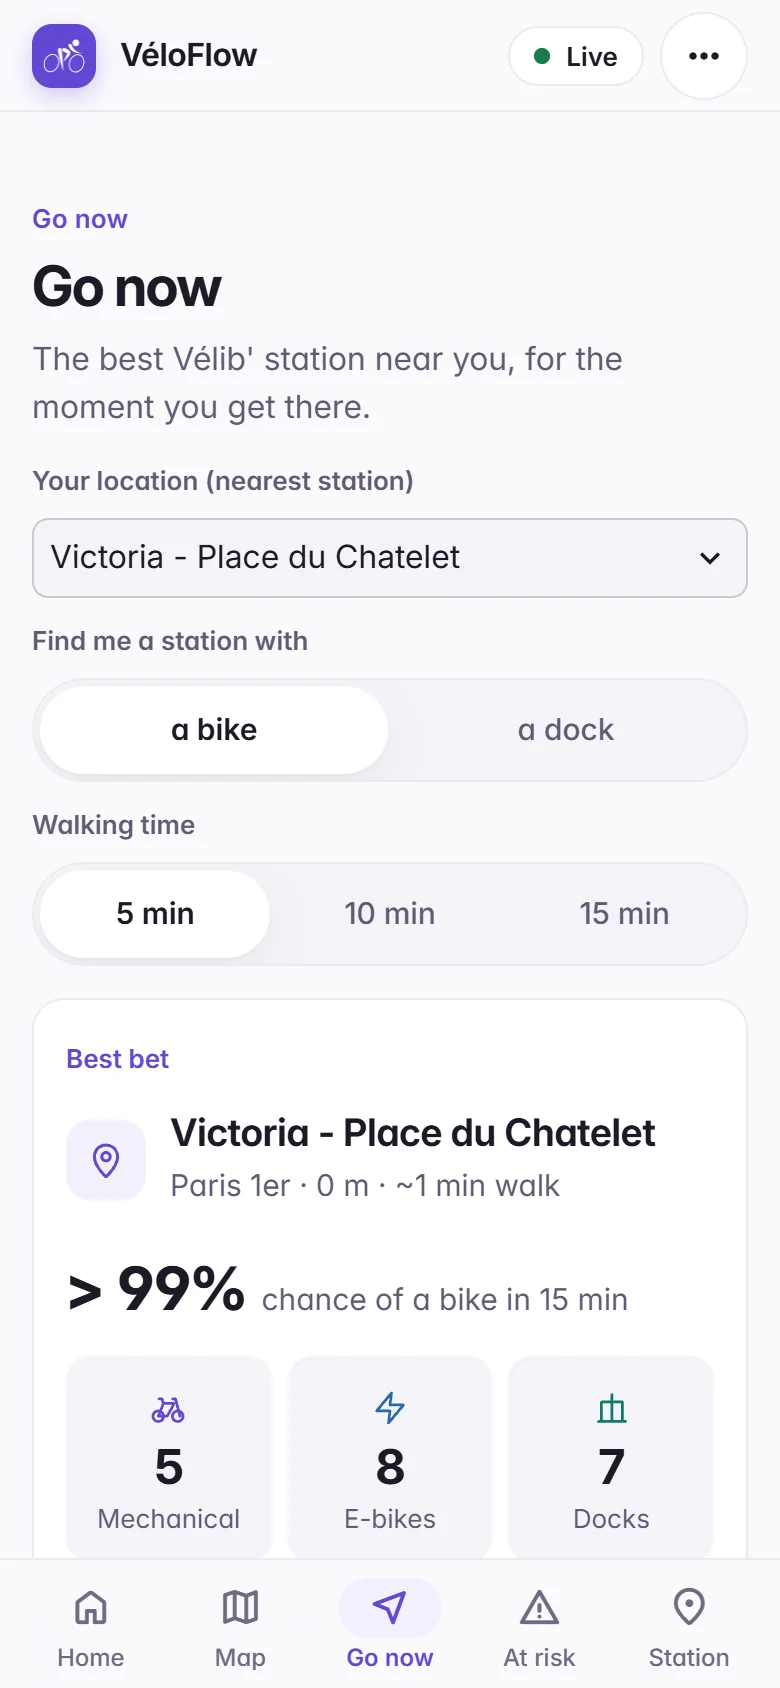 VéloFlow
Live
Go now
Go now
The best Vélib' station near you, for the
moment you get there.
Your location (nearest station)
Victoria - Place du Chatelet
Find me a station with
a bike
a dock
Walking time
5 min
10 min
15 min
Best bet
Victoria - Place du Chatelet
Paris 1er · 0 m · ~1 min walk
> 99% chance of a bike in 15 min
5
8
7
Mechanical
E-bikes
Docks
Home
Map
Go now
At risk
Station